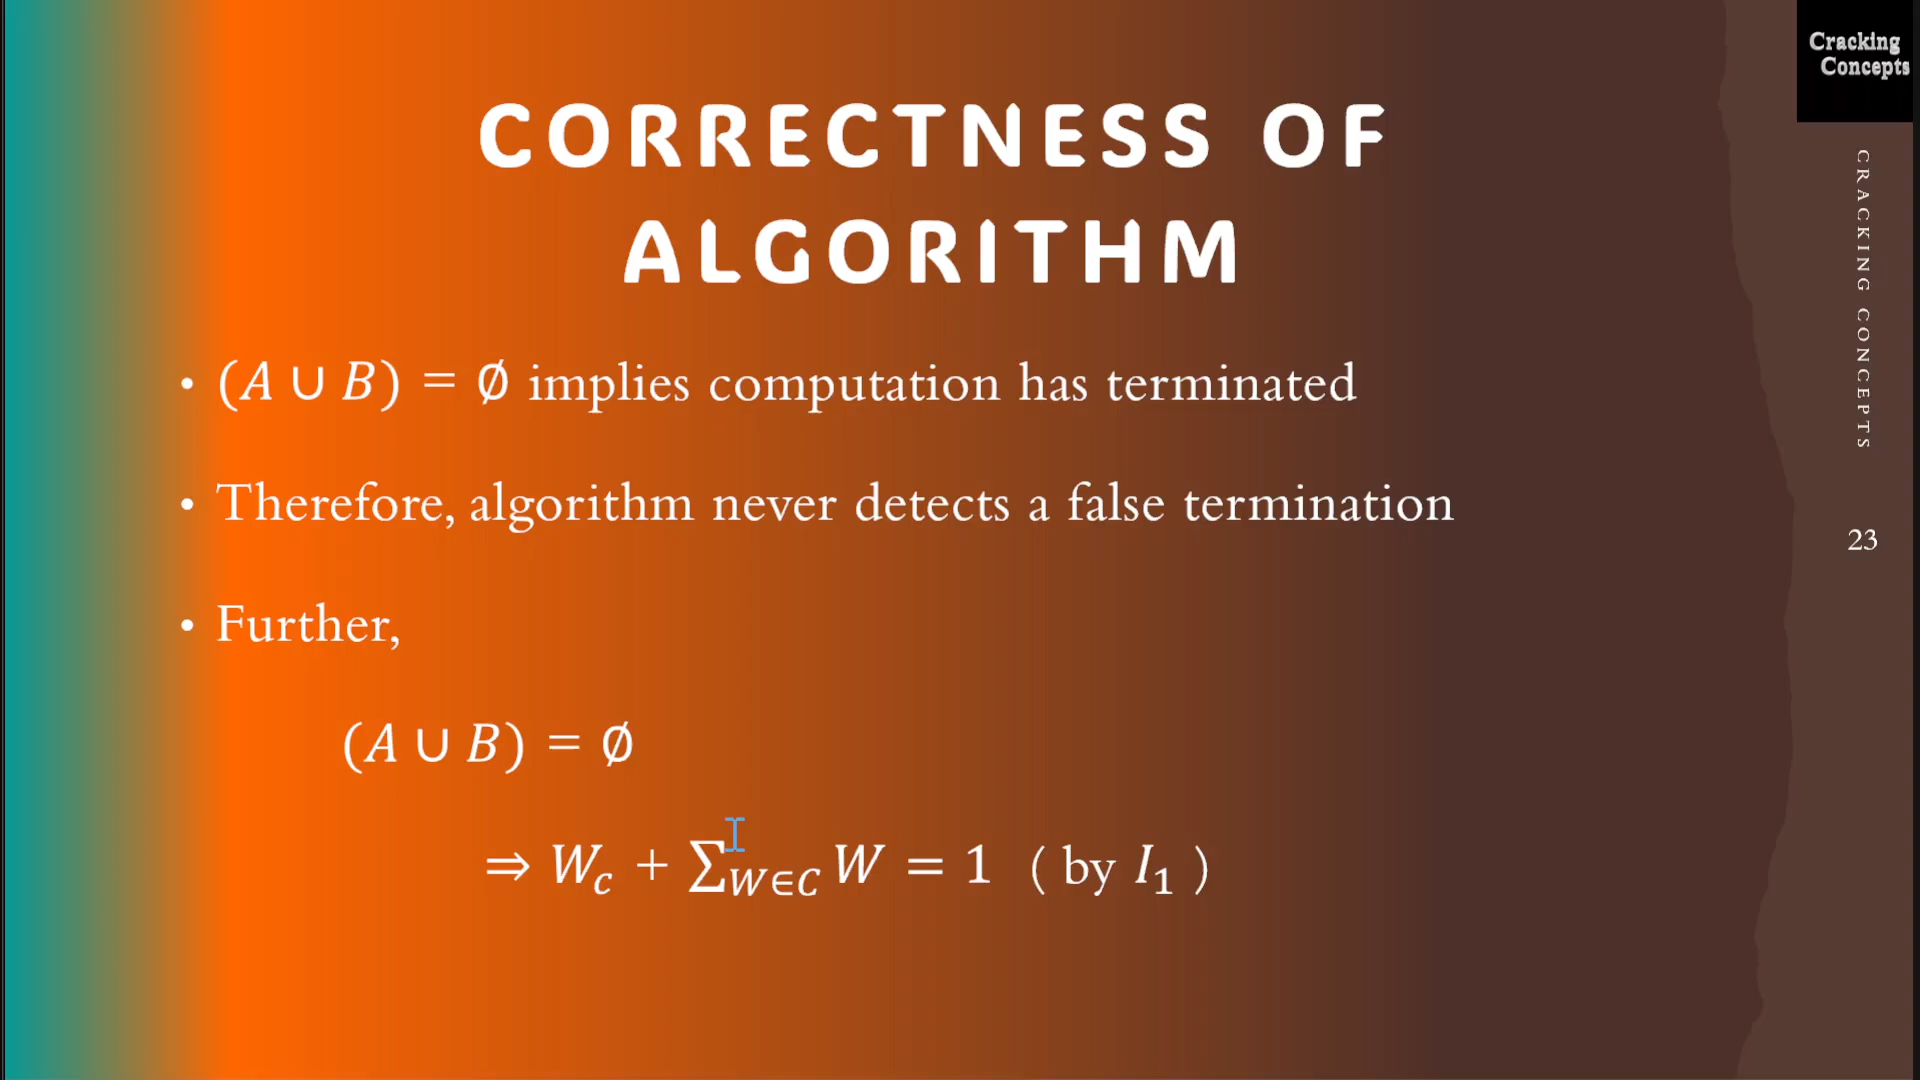 CORRECTNESS OF
ALGORITHM
• (A ∪ B) = ∅ implies computation has terminated
• Therefore, algorithm never detects a false termination
• Further,
(A ∪ B) = ∅
⇒ W_c + ∑_{W∈C} W = 1 ( by I_1 )
Cracking
Concepts
CRACKING CONCEPTS
23